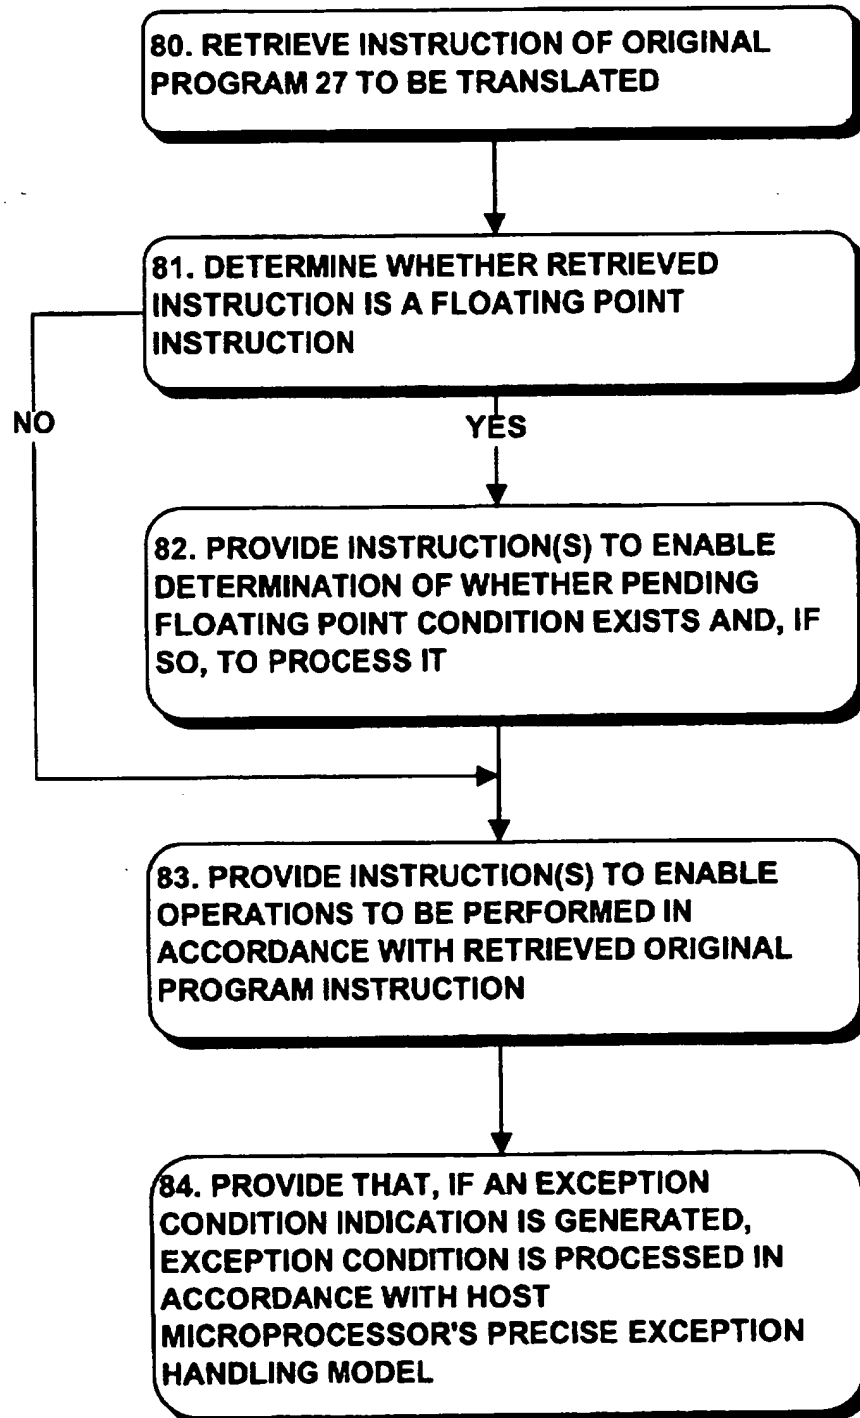 80. RETRIEVE INSTRUCTION OF ORIGINAL
PROGRAM 27 TO BE TRANSLATED
81. DETERMINE WHETHER RETRIEVED
INSTRUCTION IS A FLOATING POINT
INSTRUCTION
NO
YES
82. PROVIDE INSTRUCTION(S) TO ENABLE
DETERMINATION OF WHETHER PENDING
FLOATING POINT CONDITION EXISTS AND, IF
SO, TO PROCESS IT
83. PROVIDE INSTRUCTION(S) TO ENABLE
OPERATIONS TO BE PERFORMED IN
ACCORDANCE WITH RETRIEVED ORIGINAL
PROGRAM INSTRUCTION
84. PROVIDE THAT, IF AN EXCEPTION
CONDITION INDICATION IS GENERATED,
EXCEPTION CONDITION IS PROCESSED IN
ACCORDANCE WITH HOST
MICROPROCESSOR'S PRECISE EXCEPTION
HANDLING MODEL